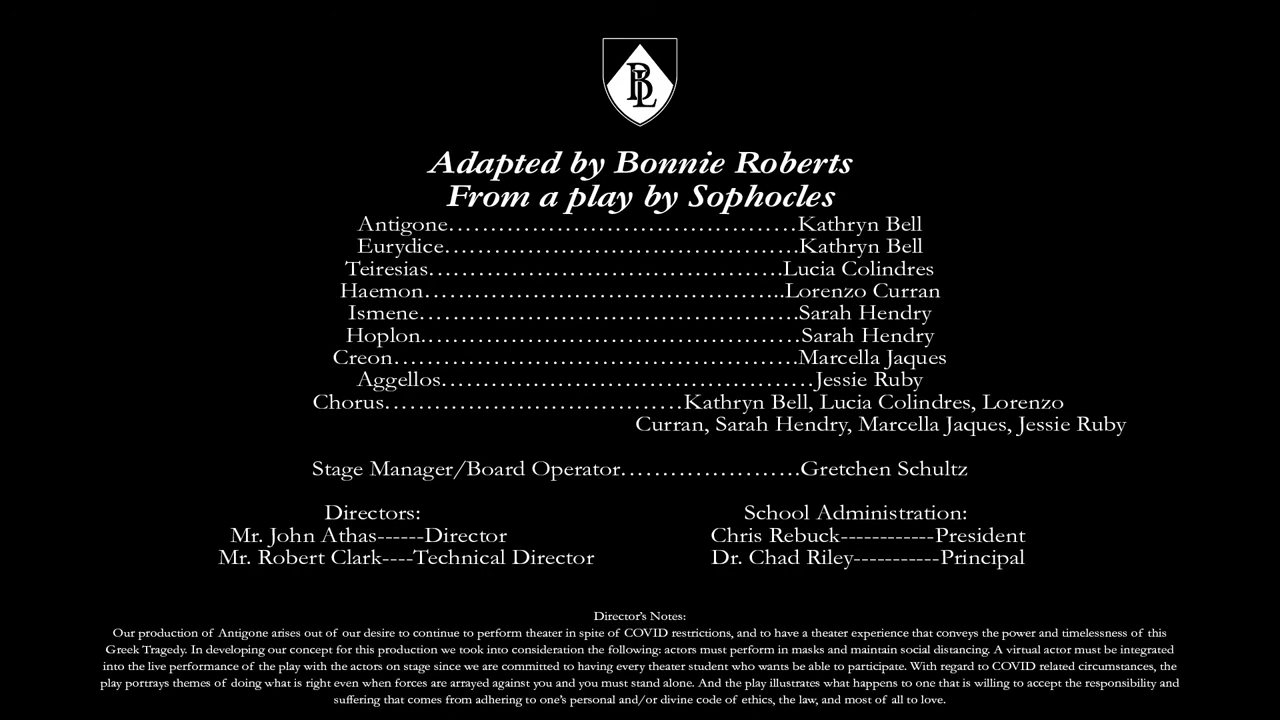 BL
Adapted by Bonnie Roberts
From a play by Sophocles
Antigone……………………………………Kathryn Bell
Eurydice…………………………………….Kathryn Bell
Teiresias…………………………………….Lucia Colindres
Haemon……………………………………...Lorenzo Curran
Ismene……………………………………….Sarah Hendry
Hoplon.………………………………………Sarah Hendry
Creon………………………………………….Marcella Jaques
Aggellos………………………………………Jessie Ruby
Chorus………………………………Kathryn Bell, Lucia Colindres, Lorenzo
Curran, Sarah Hendry, Marcella Jaques, Jessie Ruby
Stage Manager/Board Operator………………….Gretchen Schultz
Directors: School Administration:
Mr. John Athas------Director Chris Rebuck------------President
Mr. Robert Clark----Technical Director Dr. Chad Riley-----------Principal
Director's Notes:
Our production of Antigone arises out of our desire to continue to perform theater in spite of COVID restrictions, and to have a theater experience that conveys the power and timelessness of this
Greek Tragedy. In developing our concept for this production we took into consideration the following: actors must perform in masks and maintain social distancing. A virtual actor must be integrated
into the live performance of the play with the actors on stage since we are committed to having every theater student who wants be able to participate. With regard to COVID related circumstances, the
play portrays themes of doing what is right even when forces are arrayed against you and you must stand alone. And the play illustrates what happens to one that is willing to accept the responsibility and
suffering that comes from adhering to one's personal and/or divine code of ethics, the law, and most of all to love.